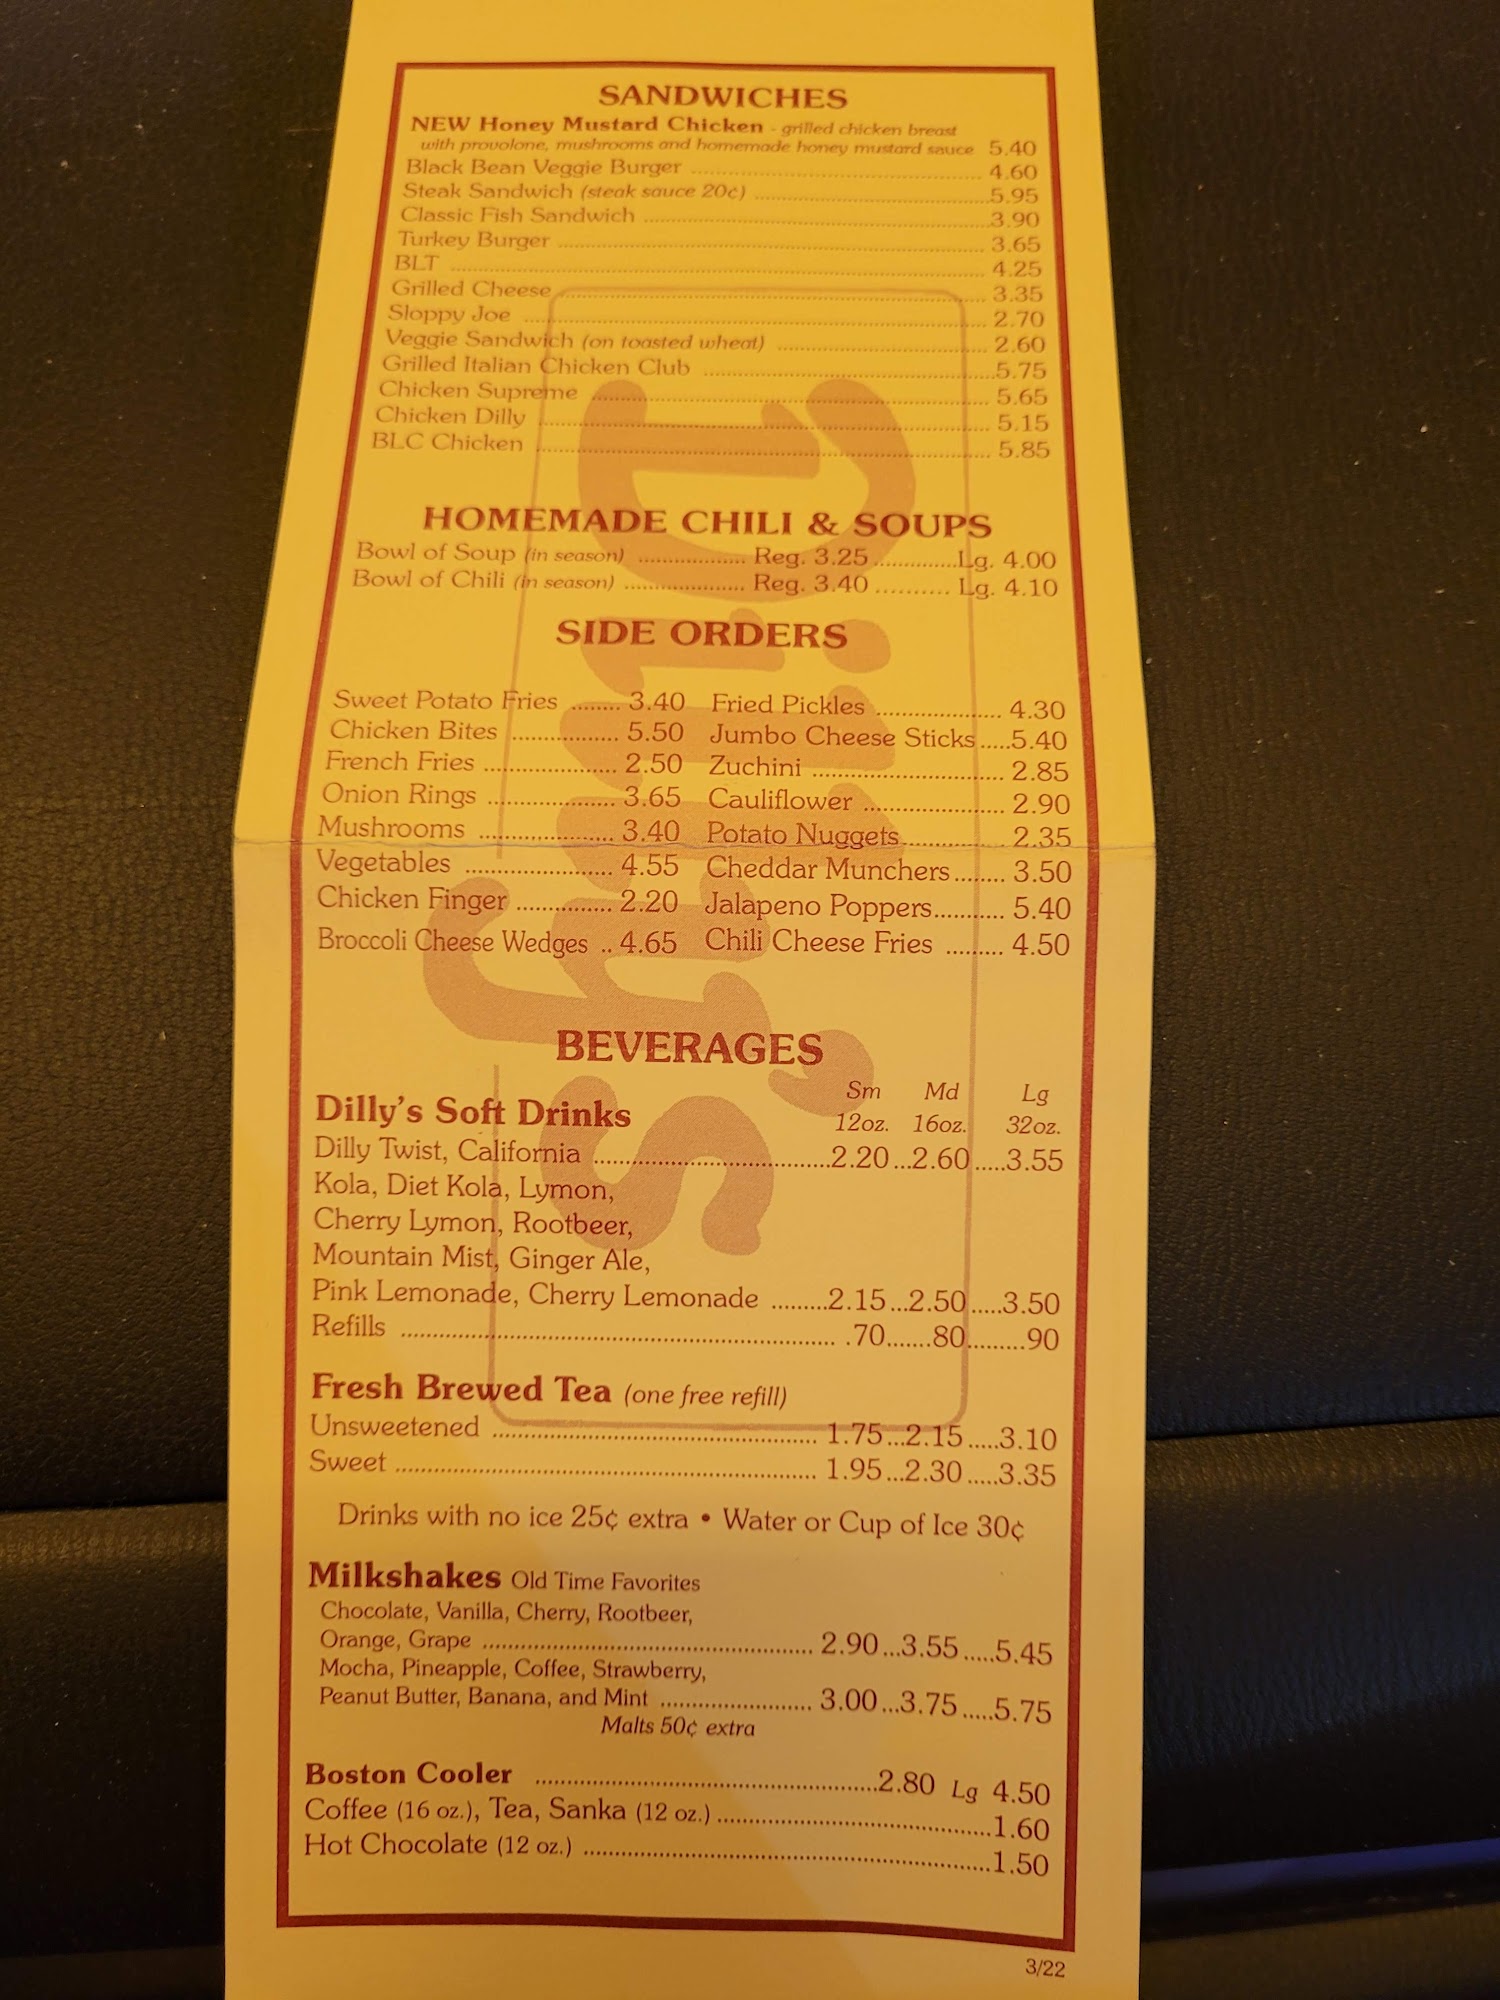 SANDWICHES
NEW Honey Mustard Chicken - grilled chicken breast
with provolone, mushrooms and homemade honey mustard sauce 5.40
Black Bean Veggie Burger 4.60
Steak Sandwich (steak sauce 20¢) 5.95
Classic Fish Sandwich 3.90
Turkey Burger 3.65
BLT 4.25
Grilled Cheese 3.35
Sloppy Joe 2.70
Veggie Sandwich (on toasted wheat) 2.60
Grilled Italian Chicken Club 5.75
Chicken Supreme 5.65
Chicken Dilly 5.15
BLC Chicken 5.85
HOMEMADE CHILI & SOUPS
Bowl of Soup (in season) Reg. 3.25 Lg. 4.00
Bowl of Chili (in season) Reg. 3.40 Lg. 4.10
SIDE ORDERS
Sweet Potato Fries 3.40 Fried Pickles 4.30
Chicken Bites 5.50 Jumbo Cheese Sticks 5.40
French Fries 2.50 Zuchini 2.85
Onion Rings 3.65 Cauliflower 2.90
Mushrooms 3.40 Potato Nuggets 2.35
Vegetables 4.55 Cheddar Munchers 3.50
Chicken Finger 2.20 Jalapeno Poppers 5.40
Broccoli Cheese Wedges 4.65 Chili Cheese Fries 4.50
BEVERAGES
Sm Md Lg
Dilly's Soft Drinks 12oz. 16oz. 32oz.
Dilly Twist, California 2.20 2.60 3.55
Kola, Diet Kola, Lymon,
Cherry Lymon, Rootbeer,
Mountain Mist, Ginger Ale,
Pink Lemonade, Cherry Lemonade 2.15 2.50 3.50
Refills .70 .80 .90
Fresh Brewed Tea (one free refill)
Unsweetened 1.75 2.15 3.10
Sweet 1.95 2.30 3.35
Drinks with no ice 25¢ extra • Water or Cup of Ice 30¢
Milkshakes Old Time Favorites
Chocolate, Vanilla, Cherry, Rootbeer,
Orange, Grape 2.90 3.55 5.45
Mocha, Pineapple, Coffee, Strawberry,
Peanut Butter, Banana, and Mint 3.00 3.75 5.75
Malts 50¢ extra
Boston Cooler 2.80 Lg 4.50
Coffee (16 oz.), Tea, Sanka (12 oz.) 1.60
Hot Chocolate (12 oz.) 1.50
3/22